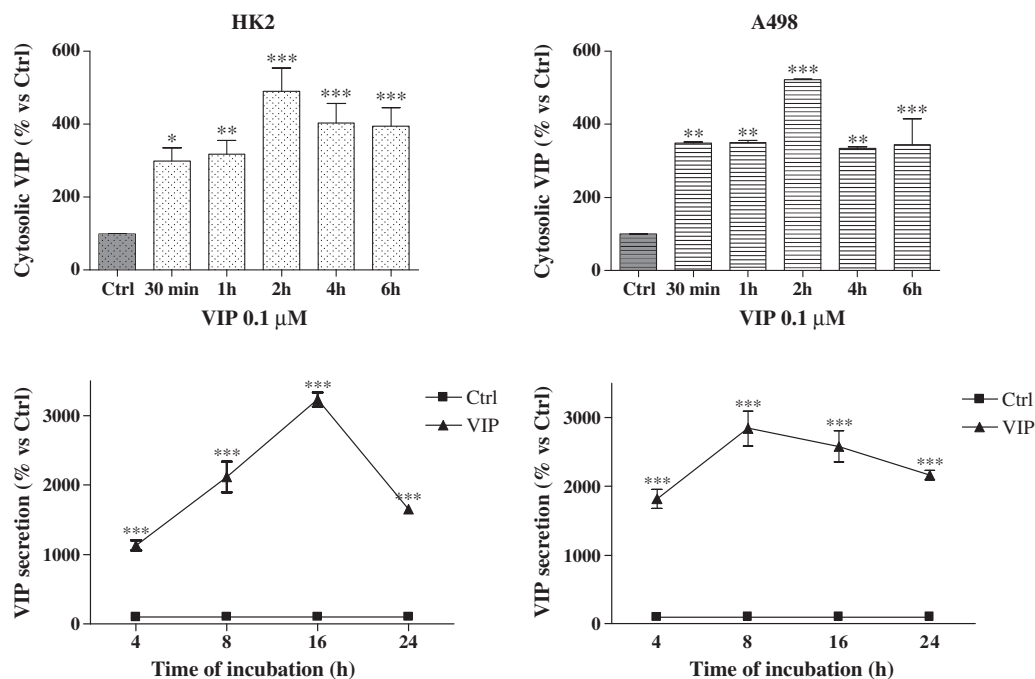 HK2
A498
Cytosolic VIP (% vs Ctrl)
600
400
200
0
*
**
***
***
***
Ctrl 30 min 1h 2h 4h 6h
VIP 0.1 μM
Cytosolic VIP (% vs Ctrl)
600
400
200
0
**
**
***
**
***
Ctrl 30 min 1h 2h 4h 6h
VIP 0.1 μM
VIP secretion (% vs Ctrl)
3000
2000
1000
0
***
***
***
***
Ctrl
VIP
4 8 16 24
Time of incubation (h)
VIP secretion (% vs Ctrl)
3000
2000
1000
0
***
***
***
***
Ctrl
VIP
4 8 16 24
Time of incubation (h)